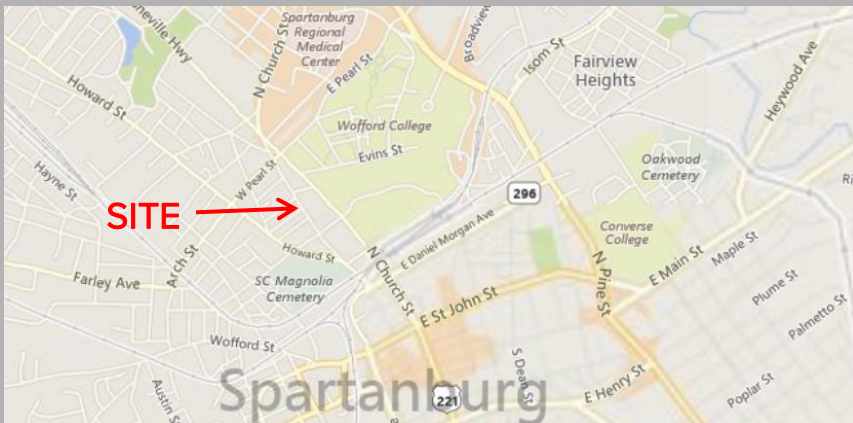 neville Hwy
N Church St
Spartanburg
Regional
Medical
Center
E Pearl St
Broadview
Isom St
Fairview
Heights
Heywood Ave
Howard St
Wofford College
Evins St
Hayne St
W Pearl St
Oakwood
Cemetery
SITE
296
Converse
College
E Daniel Morgan Ave
Howard St
Arch St
SC Magnolia
Cemetery
Farley Ave
N Church St
N Pine St
E Main St
Maple St
Plume St
Palmetto St
E St John St
Wofford St
S Dean St
Austin S
Spartanburg
221
E Henry St
Poplar St